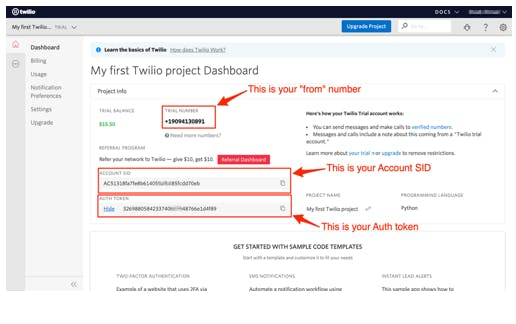 twilio
DOCS
My first Twilio... TRIAL
Upgrade Project
Dashboard
Billing
Usage
Notification
Preferences
Settings
Upgrade
Learn the basics of Twilio How does Twilio Work?
My first Twilio project Dashboard
Project Info
This is your "from" number
TRIAL BALANCE
$15.50
TRIAL NUMBER
+19094130891
Need more numbers?
Here's how your Twilio Trial account works:
• You can send messages and make calls to verified numbers.
• Messages and calls include a note about this coming from a "Twilio trial
account."
Learn more about your trial or upgrade to remove restrictions.
REFERRAL PROGRAM
Refer your network to Twilio — give $10, get $10. Referral Dashboard
This is your Account SID
ACCOUNT SID
PROJECT NAME
My first Twilio project
PROGRAMMING LANGUAGE
Python
AUTH TOKEN
Hide
This is your Auth token
GET STARTED WITH SAMPLE CODE TEMPLATES
Start with a template and customize it to fit your needs
TWO-FACTOR AUTHENTICATION
Example of a website that uses 2FA via
SMS NOTIFICATIONS
Automate a notification workflow using
INSTANT LEAD ALERTS
This sample app shows how to